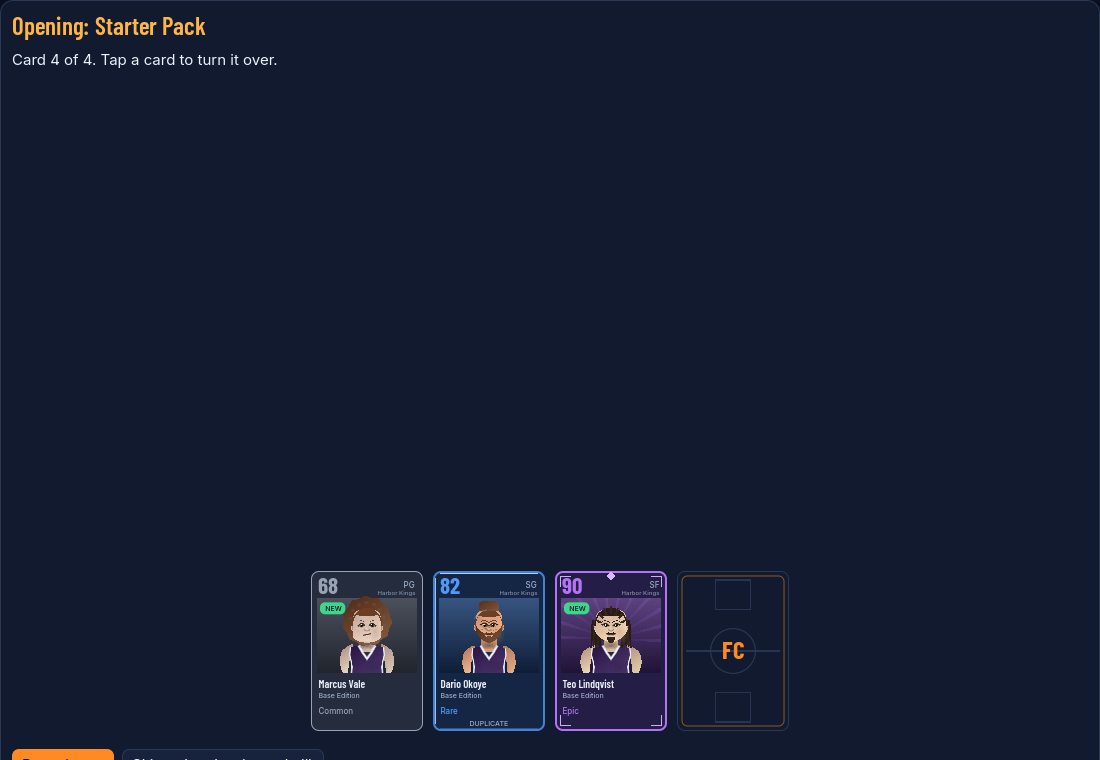 Opening: Starter Pack
Card 4 of 4. Tap a card to turn it over.
68
PG
Harbor Kings
NEW
Marcus Vale
Base Edition
Common
82
SG
Harbor Kings
Dario Okoye
Base Edition
Rare
DUPLICATE
90
SF
Harbor Kings
NEW
Teo Lindqvist
Base Edition
Epic
FC